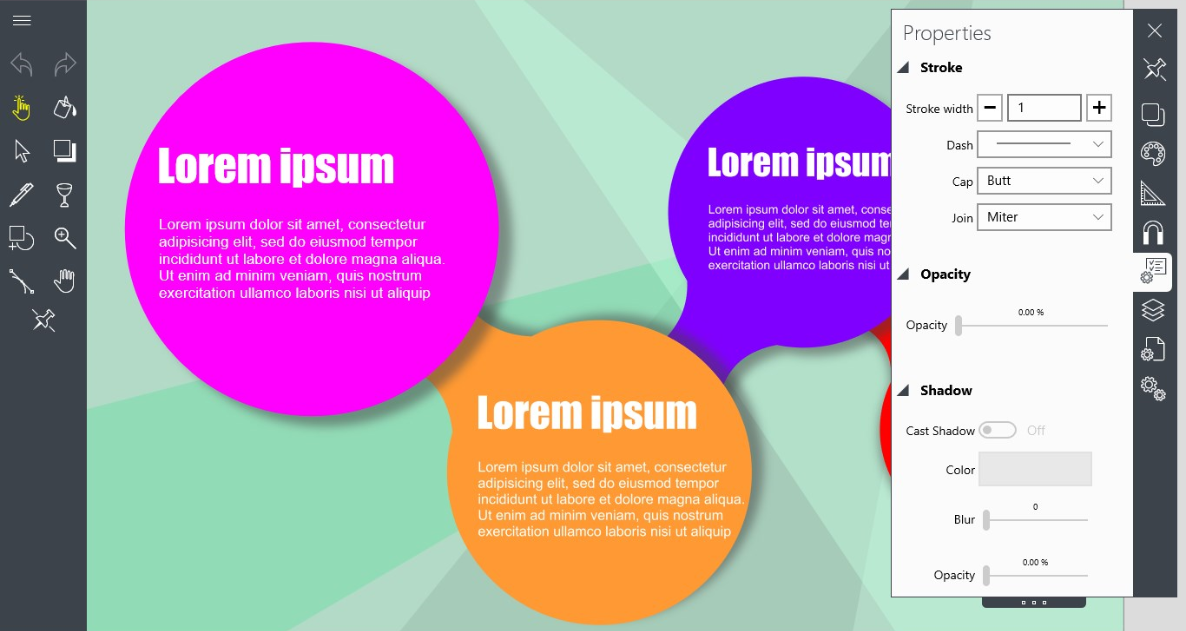 Properties
Stroke
Stroke width
1
Dash
Cap
Butt
Join
Miter
Opacity
Opacity
0.00 %
Shadow
Cast Shadow
Off
Color
Blur
0
Opacity
0.00 %
Lorem ipsum
Lorem ipsum dolor sit amet, consectetur
adipisicing elit, sed do eiusmod tempor
incididunt ut labore et dolore magna aliqua.
Ut enim ad minim veniam, quis nostrum
exercitation ullamco laboris nisi ut aliquip
Lorem ipsum
Lorem ipsum dolor sit amet, conse
adipisicing elit, sed do eiusmod te
incididunt ut labore et dolore magn
Ut enim ad minim veniam, quis no
exercitation ullamco laboris nisi ut
Lorem ipsum
Lorem ipsum dolor sit amet, consectetur
adipisicing elit, sed do eiusmod tempor
incididunt ut labore et dolore magna aliqua.
Ut enim ad minim veniam, quis nostrum
exercitation ullamco laboris nisi ut aliquip